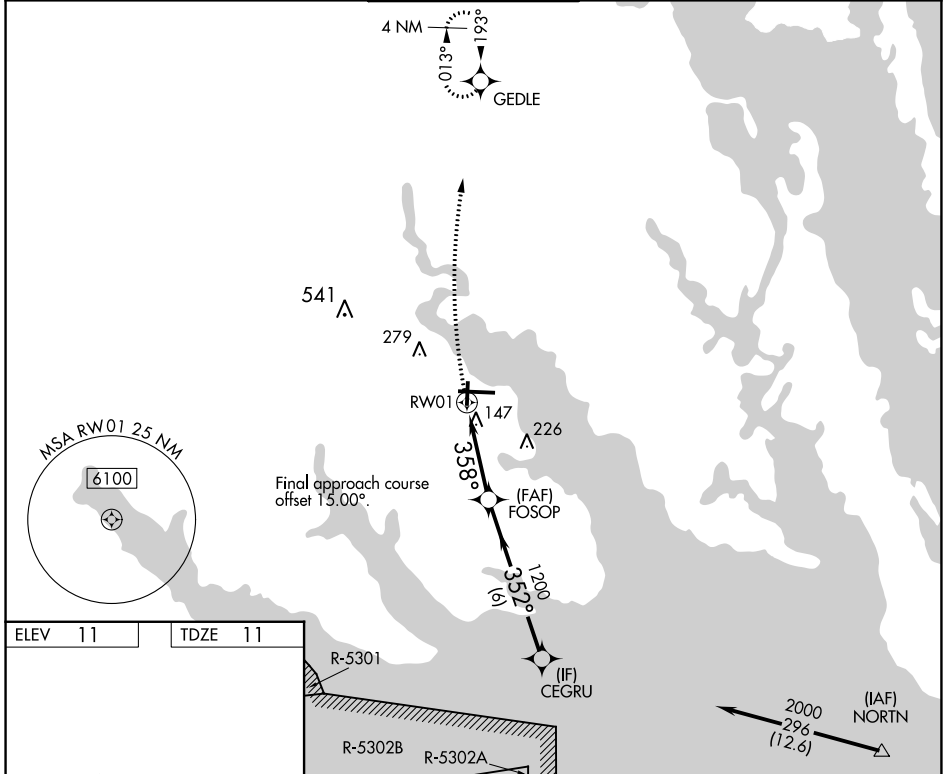 4 NM
193°
013°
GEDLE
541
279
RW01
147
226
MSA RW01 25 NM
6100
358°
Final approach course
offset 15.00°.
(FAF)
FOSOP
1200
352°
(6)
ELEV 11
TDZE 11
R-5301
(IF)
CEGRU
2000
296
(12.6)
(IAF)
NORTN
R-5302B
R-5302A